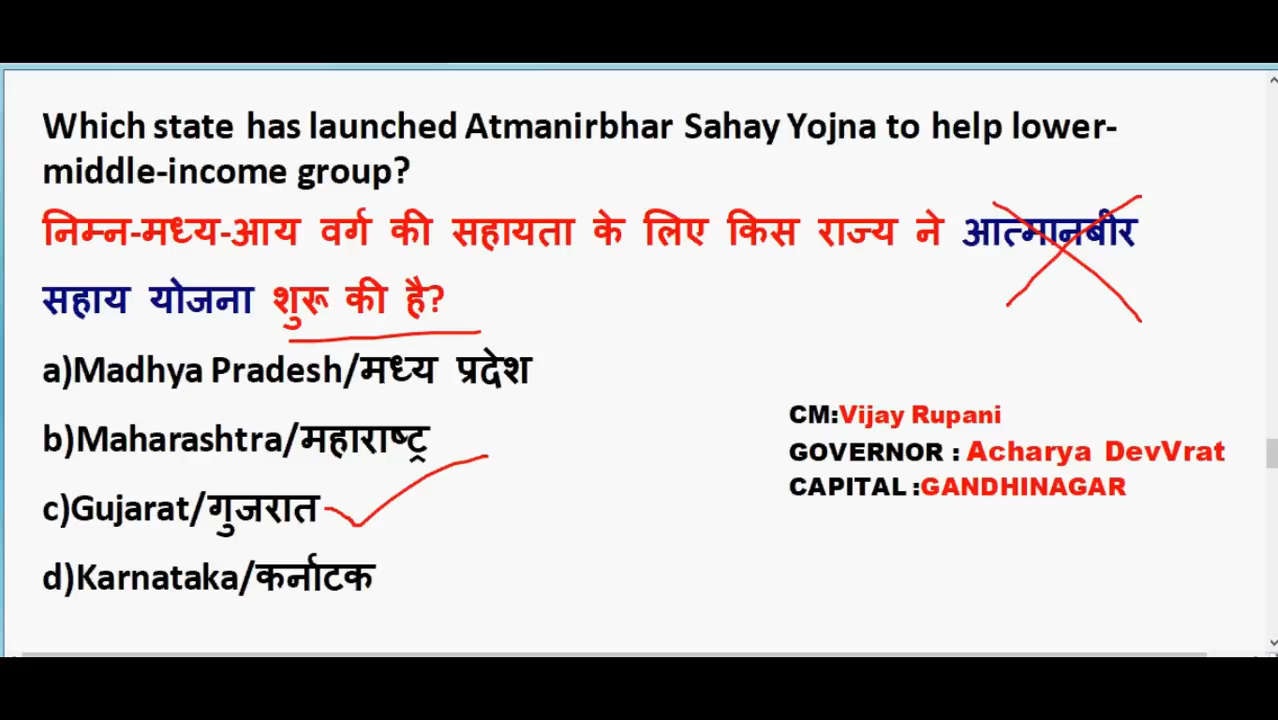 Which state has launched Atmanirbhar Sahay Yojna to help lower-
middle-income group?
निम्न-मध्य-आय वर्ग की सहायता के लिए किस राज्य ने आत्मानबीर
सहाय योजना शुरू की है?
a)Madhya Pradesh/मध्य प्रदेश
b)Maharashtra/महाराष्ट्र
c)Gujarat/गुजरात
d)Karnataka/कर्नाटक
CM:Vijay Rupani
GOVERNOR : Acharya DevVrat
CAPITAL :GANDHINAGAR